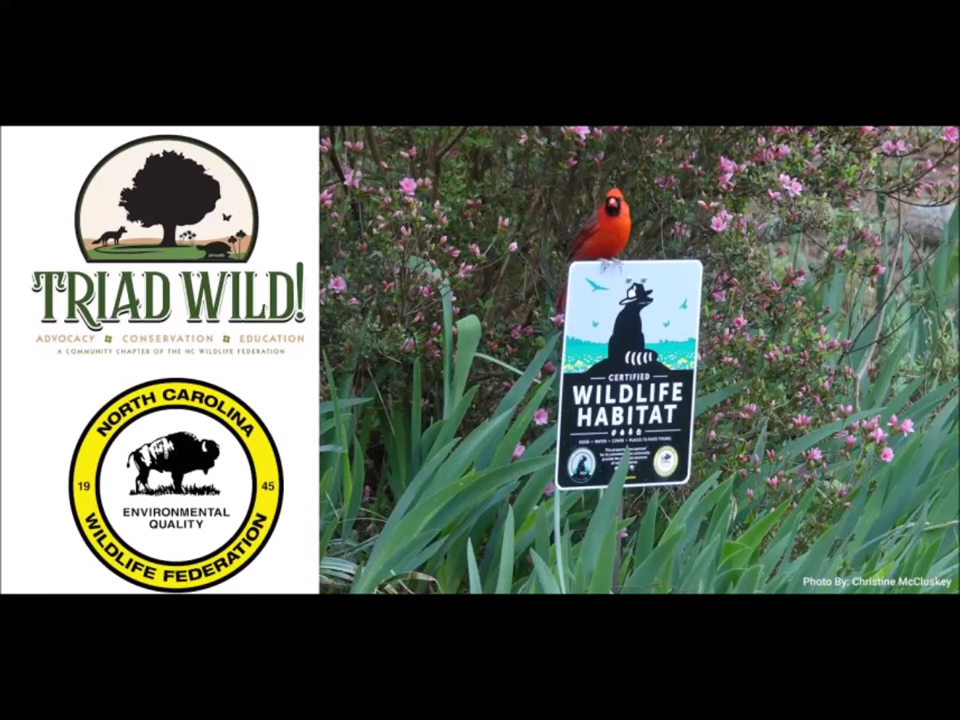 TRIAD WILD!
ADVOCACY CONSERVATION EDUCATION
A COMMUNITY CHAPTER OF THE NC WILDLIFE FEDERATION
NORTH CAROLINA
19 45
ENVIRONMENTAL
QUALITY
WILDLIFE FEDERATION
CERTIFIED
WILDLIFE
HABITAT
FOOD • WATER • COVER • PLACES TO RAISE YOUNG
Photo By: Christine McCluskey